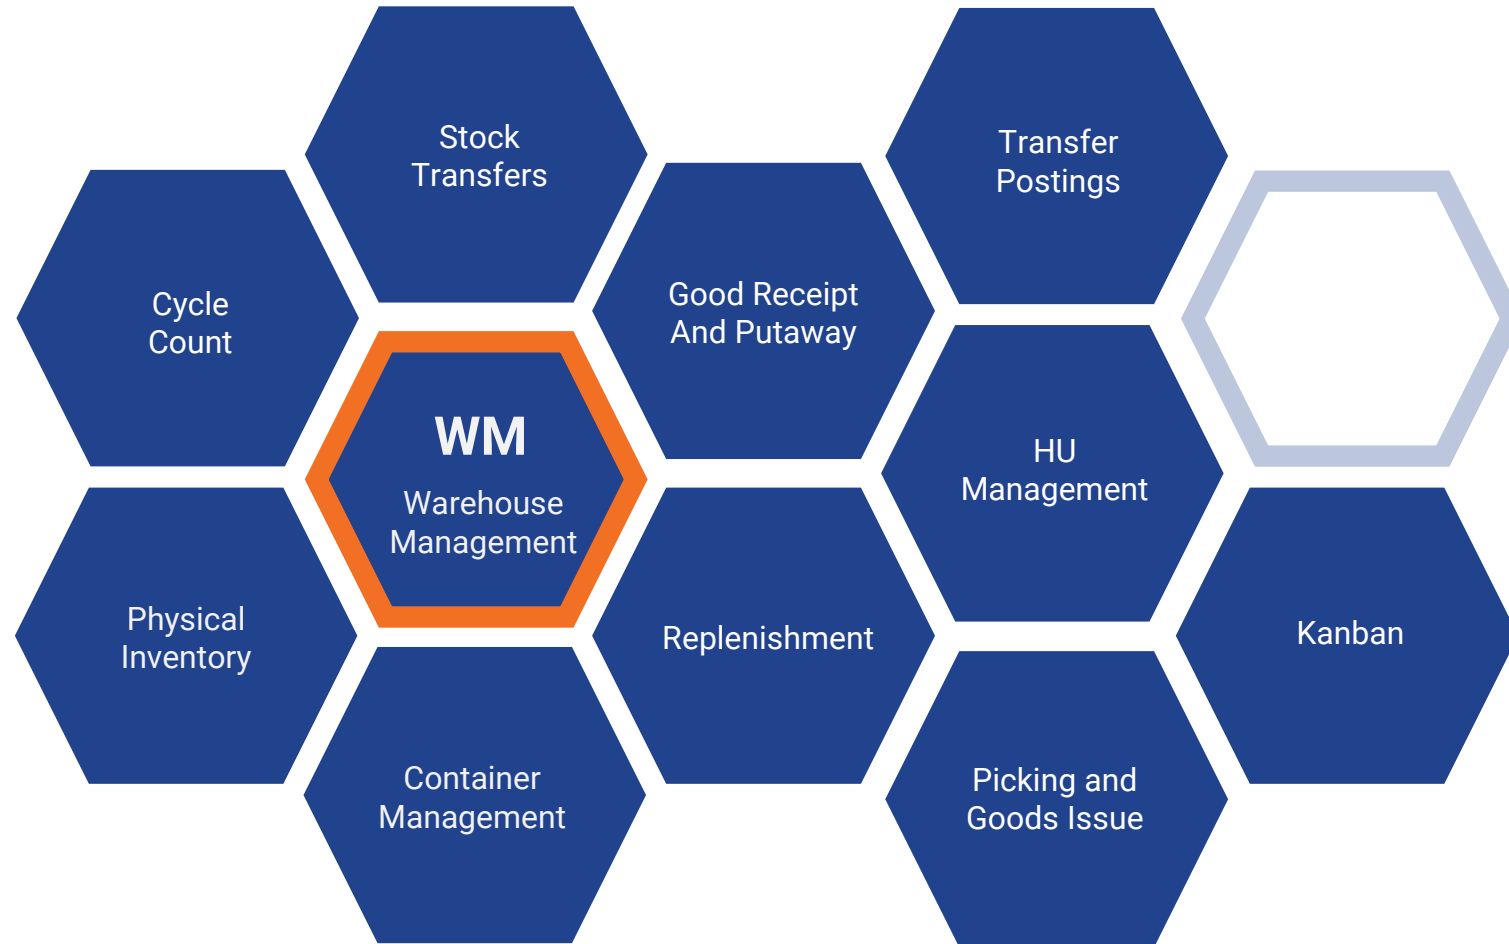 Stock
Transfers
Transfer
Postings
Cycle
Count
Good Receipt
And Putaway
WM
Warehouse
Management
HU
Management
Physical
Inventory
Replenishment
Kanban
Container
Management
Picking and
Goods Issue